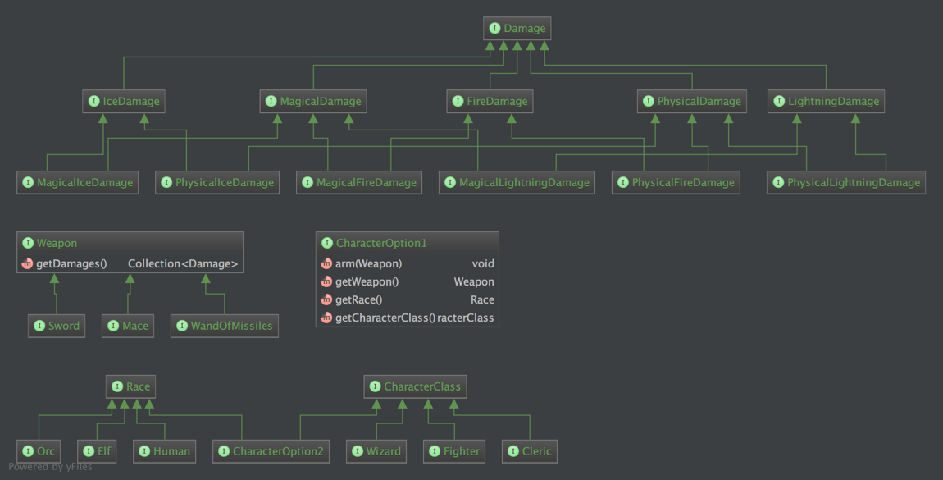 Damage
IceDamage
MagicalDamage
FireDamage
PhysicalDamage
LightningDamage
MagicalIceDamage
PhysicalIceDamage
MagicalFireDamage
MagicalLightningDamage
PhysicalFireDamage
PhysicalLightningDamage
Weapon
getDamages() Collection<Damage>
Sword
Mace
WandOfMissiles
CharacterOption1
arm(Weapon) void
getWeapon() Weapon
getRace() Race
getCharacterClass() racterClass
Race
CharacterClass
Orc
Elf
Human
CharacterOption2
Wizard
Fighter
Cleric
Powered by yFiles